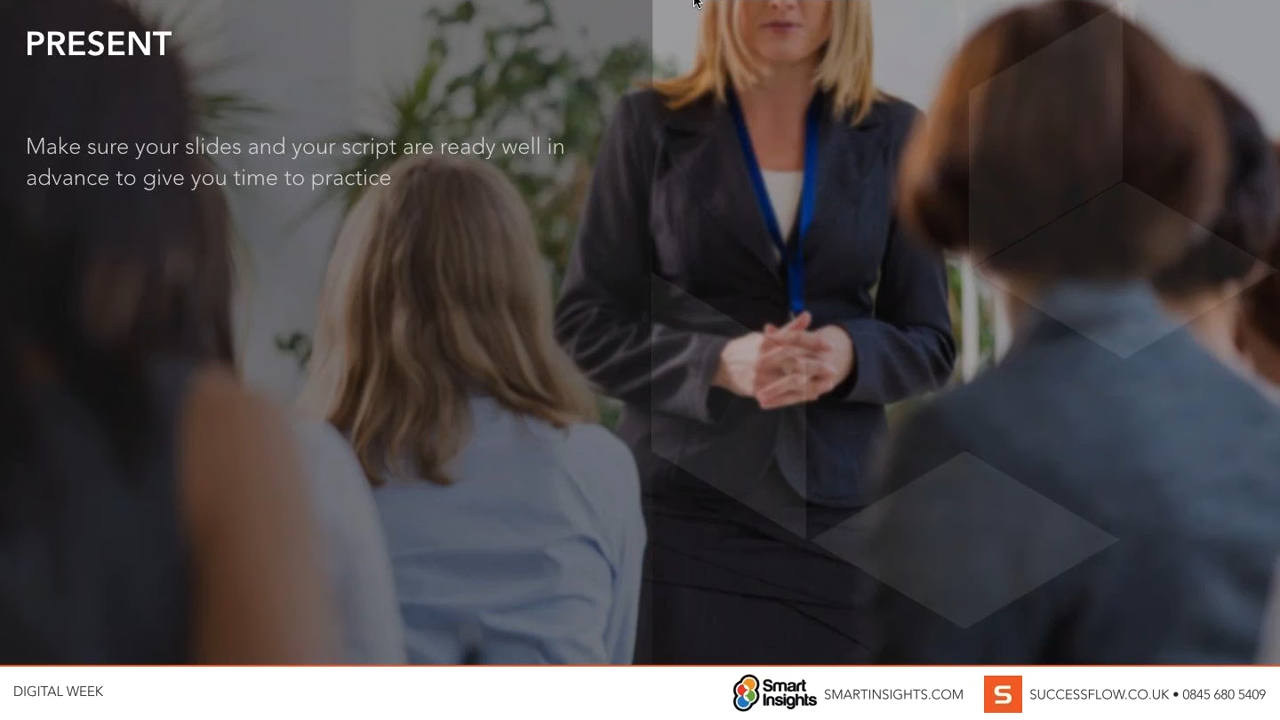 PRESENT
Make sure your slides and your script are ready well in
advance to give you time to practice
DIGITAL WEEK
Smart
Insights
SMARTINSIGHTS.COM
S
SUCCESSFLOW.CO.UK • 0845 680 5409